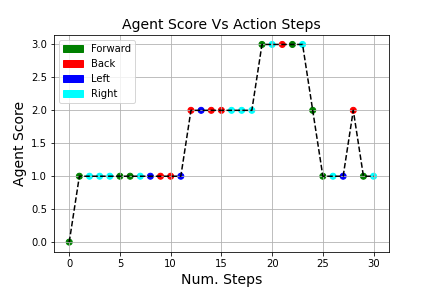 Agent Score Vs Action Steps
Forward
Back
Left
Right
Agent Score
3.0
2.5
2.0
1.5
1.0
0.5
0.0
0 5 10 15 20 25 30
Num. Steps